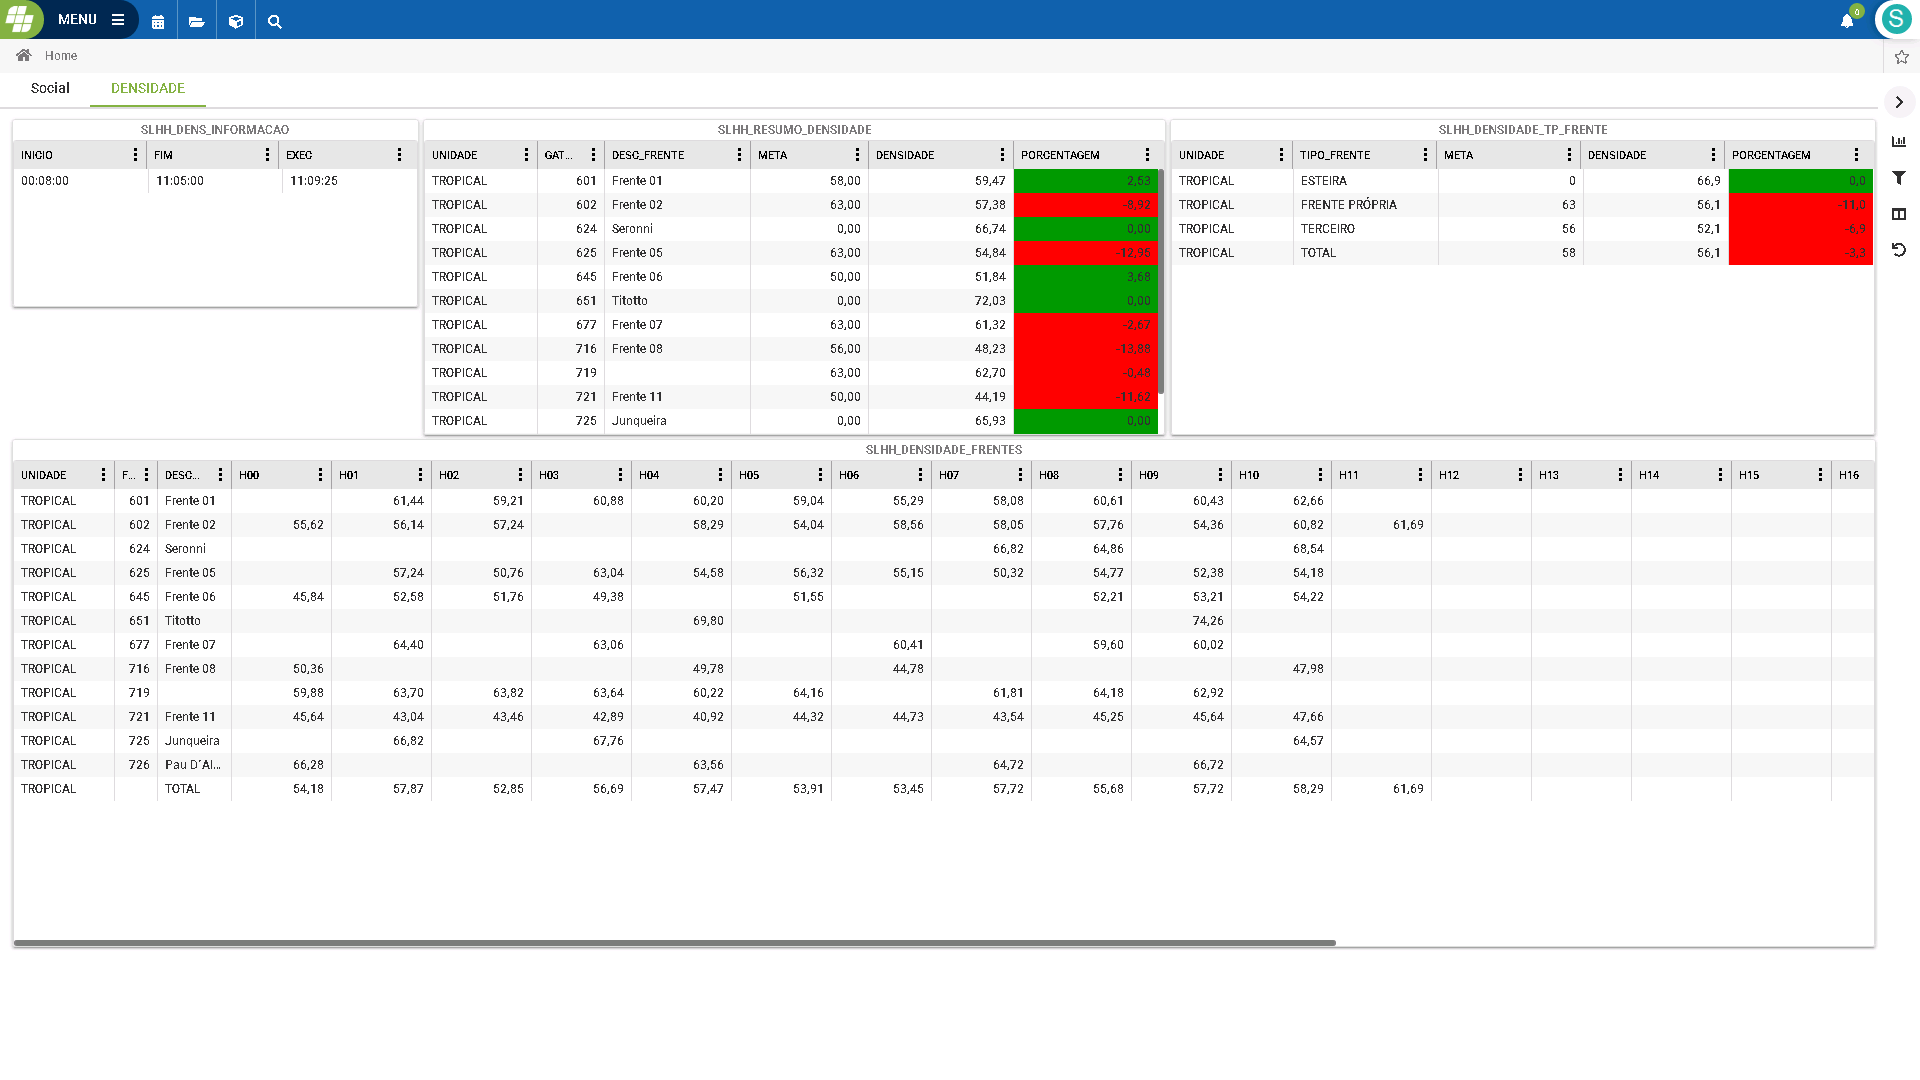 MENU
0
S
Home
Social DENSIDADE
SLHH_DENS_INFORMACAO
INICIO FIM EXEC
00:08:00 11:05:00 11:09:25
SLHH_RESUMO_DENSIDADE
UNIDADE GAT... DESC_FRENTE META DENSIDADE PORCENTAGEM
TROPICAL 601 Frente 01 58,00 59,47 2,53
TROPICAL 602 Frente 02 63,00 57,38 -8,92
TROPICAL 624 Seronni 0,00 66,74 0,00
TROPICAL 625 Frente 05 63,00 54,84 -12,95
TROPICAL 645 Frente 06 50,00 51,84 3,68
TROPICAL 651 Titotto 0,00 72,03 0,00
TROPICAL 677 Frente 07 63,00 61,32 -2,67
TROPICAL 716 Frente 08 56,00 48,23 -13,88
TROPICAL 719 63,00 62,70 -0,48
TROPICAL 721 Frente 11 50,00 44,19 -11,62
TROPICAL 725 Junqueira 0,00 65,93 0,00
SLHH_DENSIDADE_TP_FRENTE
UNIDADE TIPO_FRENTE META DENSIDADE PORCENTAGEM
TROPICAL ESTEIRA 0 66,9 0,0
TROPICAL FRENTE PRÓPRIA 63 56,1 -11,0
TROPICAL TERCEIRO 56 52,1 -6,9
TROPICAL TOTAL 58 56,1 -3,3
SLHH_DENSIDADE_FRENTES
UNIDADE F... DESC... H00 H01 H02 H03 H04 H05 H06 H07 H08 H09 H10 H11 H12 H13 H14 H15 H16
TROPICAL 601 Frente 01 61,44 59,21 60,88 60,20 59,04 55,29 58,08 60,61 60,43 62,66
TROPICAL 602 Frente 02 55,62 56,14 57,24 58,29 54,04 58,56 58,05 57,76 54,36 60,82 61,69
TROPICAL 624 Seronni 66,82 64,86 68,54
TROPICAL 625 Frente 05 57,24 50,76 63,04 54,58 56,32 55,15 50,32 54,77 52,38 54,18
TROPICAL 645 Frente 06 45,84 52,58 51,76 49,38 51,55 52,21 53,21 54,22
TROPICAL 651 Titotto 69,80 74,26
TROPICAL 677 Frente 07 64,40 63,06 60,41 59,60 60,02
TROPICAL 716 Frente 08 50,36 49,78 44,78 47,98
TROPICAL 719 59,88 63,70 63,82 63,64 60,22 64,16 61,81 64,18 62,92
TROPICAL 721 Frente 11 45,64 43,04 43,46 42,89 40,92 44,32 44,73 43,54 45,25 45,64 47,66
TROPICAL 725 Junqueira 66,82 67,76 64,57
TROPICAL 726 Pau D´Al... 66,28 63,56 64,72 66,72
TROPICAL TOTAL 54,18 57,87 52,85 56,69 57,47 53,91 53,45 57,72 55,68 57,72 58,29 61,69